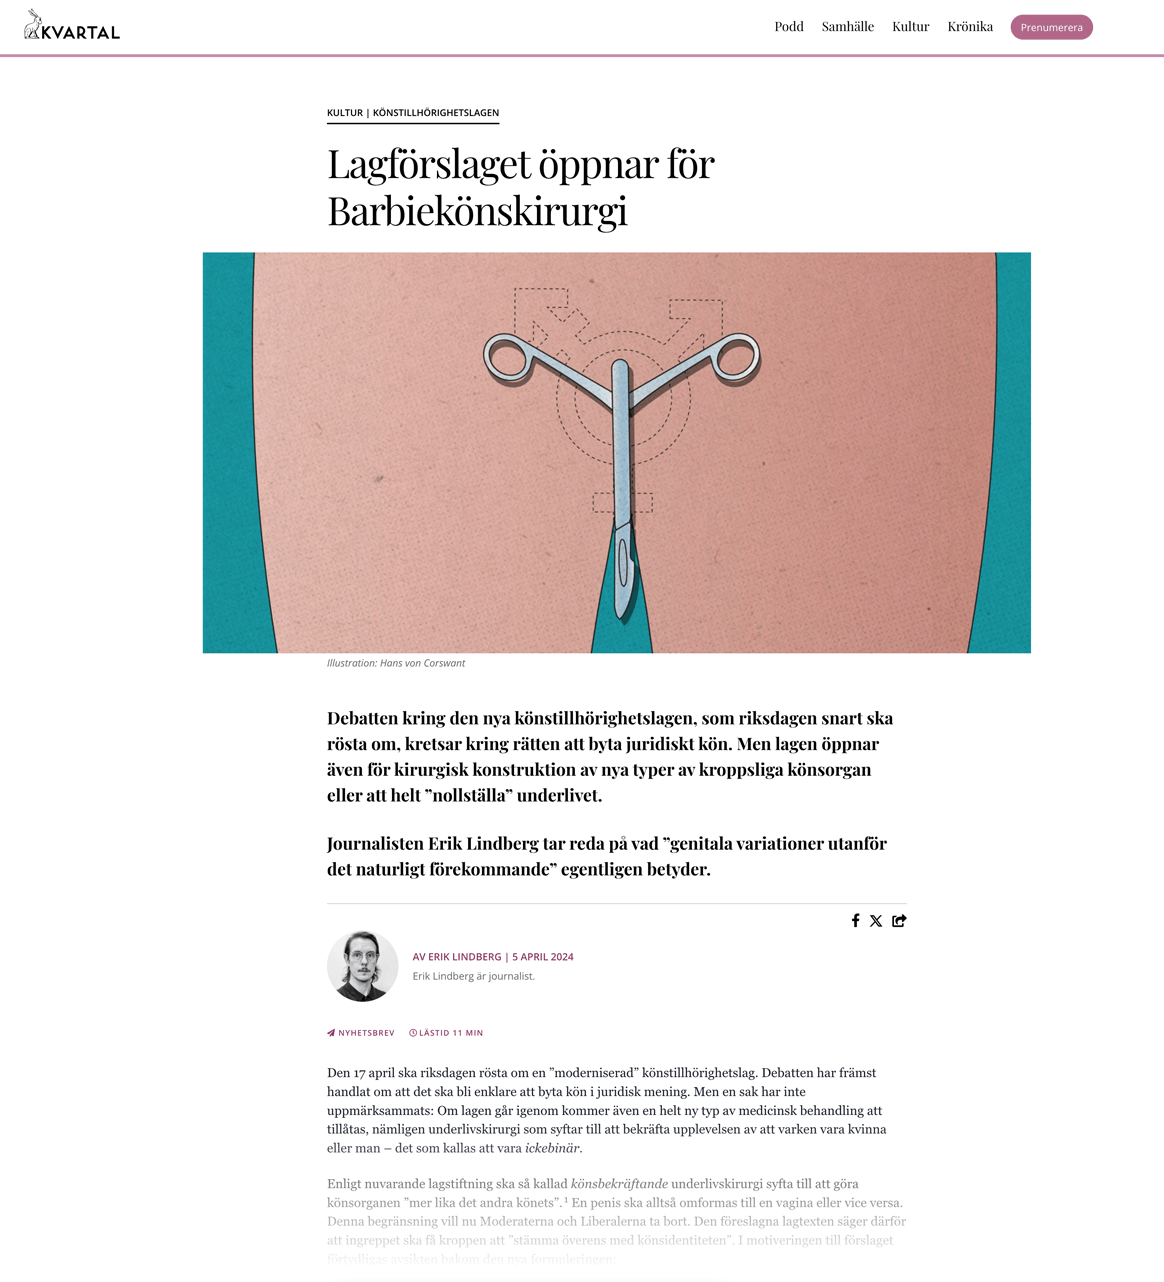 KVARTAL
Podd Samhälle Kultur Krönika Prenumerera
KULTUR | KÖNSTILLHÖRIGHETSLAGEN
Lagförslaget öppnar för
Barbiekönskirurgi
Illustration: Hans von Corswant
Debatten kring den nya könstillhörighetslagen, som riksdagen snart ska
rösta om, kretsar kring rätten att byta juridiskt kön. Men lagen öppnar
även för kirurgisk konstruktion av nya typer av kroppsliga könsorgan
eller att helt ”nollställa” underlivet.
Journalisten Erik Lindberg tar reda på vad ”genitala variationer utanför
det naturligt förekommande” egentligen betyder.
AV ERIK LINDBERG | 5 APRIL 2024
Erik Lindberg är journalist.
NYHETSBREV LÄSTID 11 MIN
Den 17 april ska riksdagen rösta om en ”moderniserad” könstillhörighetslag. Debatten har främst
handlat om att det ska bli enklare att byta kön i juridisk mening. Men en sak har inte
uppmärksammats: Om lagen går igenom kommer även en helt ny typ av medicinsk behandling att
tillåtas, nämligen underlivskirurgi som syftar till att bekräfta upplevelsen av att varken vara kvinna
eller man – det som kallas att vara ickebinär.
Enligt nuvarande lagstiftning ska så kallad könsbekräftande underlivskirurgi syfta till att göra
könsorganen ”mer lika det andra könets”.¹ En penis ska alltså omformas till en vagina eller vice versa.
Denna begränsning vill nu Moderaterna och Liberalerna ta bort. Den föreslagna lagtexten säger därför
att ingreppet ska få kroppen att ”stämma överens med könsidentiteten”. I motiveringen till förslaget
förtydligas avsikten bakom den nya formuleringen: